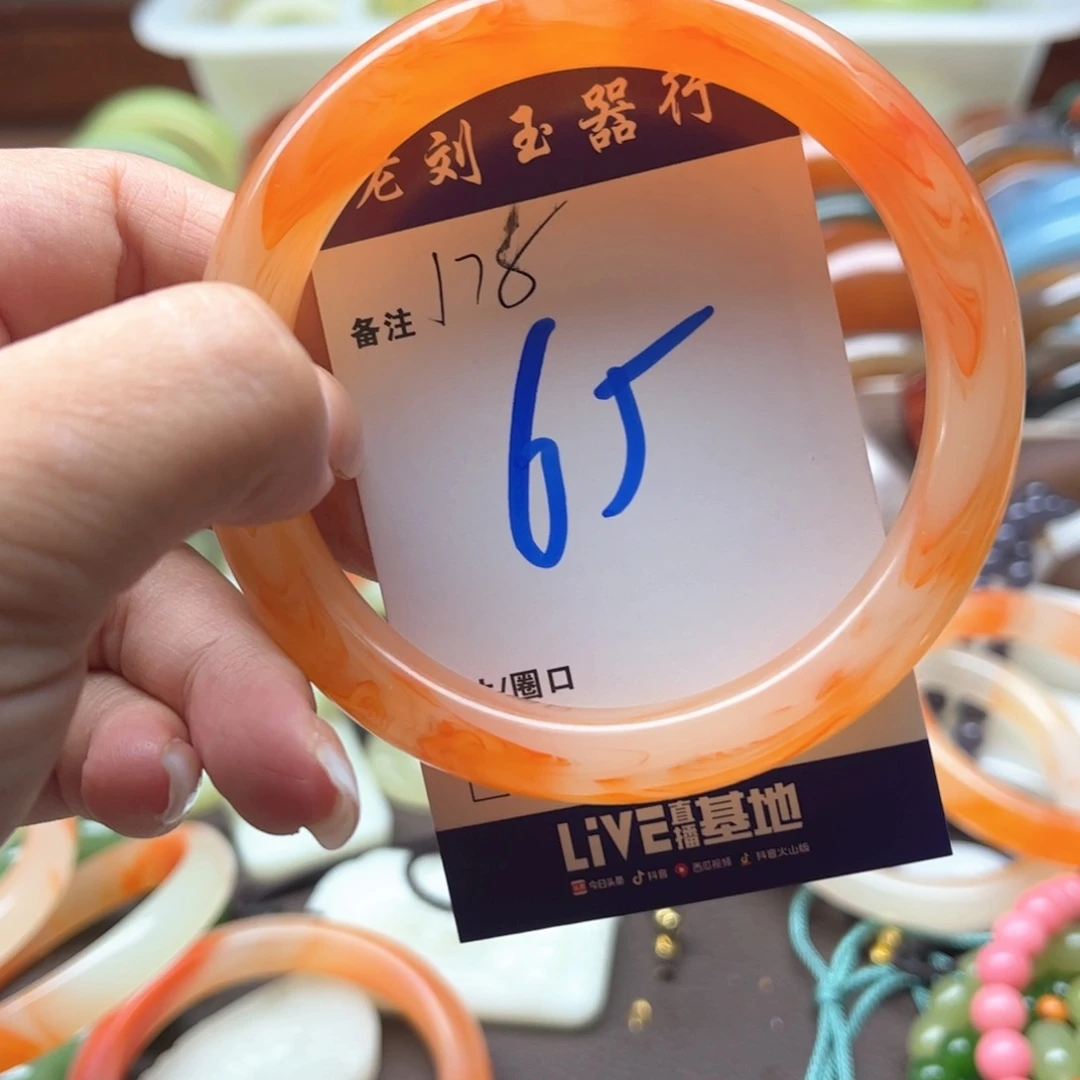 老刘玉器行
备注 178
65
/圈口
LiVE直播基地
今日头条 抖音 西瓜视频 抖音火山版